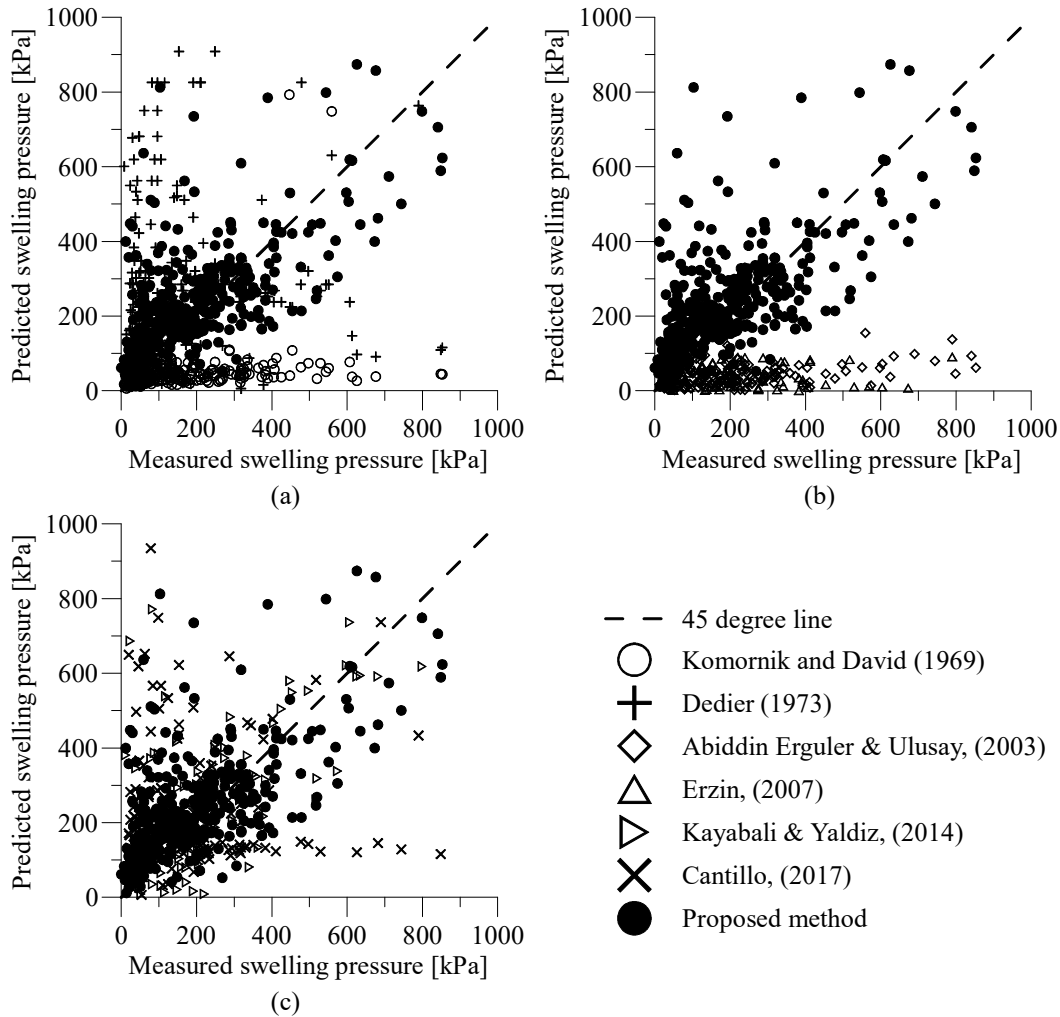 1000
800
600
400
200
0
Predicted swelling pressure [kPa]
0 200 400 600 800 1000
Measured swelling pressure [kPa]
(a)
1000
800
600
400
200
0
Predicted swelling pressure [kPa]
0 200 400 600 800 1000
Measured swelling pressure [kPa]
(b)
1000
800
600
400
200
0
Predicted swelling pressure [kPa]
0 200 400 600 800 1000
Measured swelling pressure [kPa]
(c)
45 degree line
Komornik and David (1969)
Dedier (1973)
Abiddin Erguler & Ulusay, (2003)
Erzin, (2007)
Kayabali & Yaldiz, (2014)
Cantillo, (2017)
Proposed method